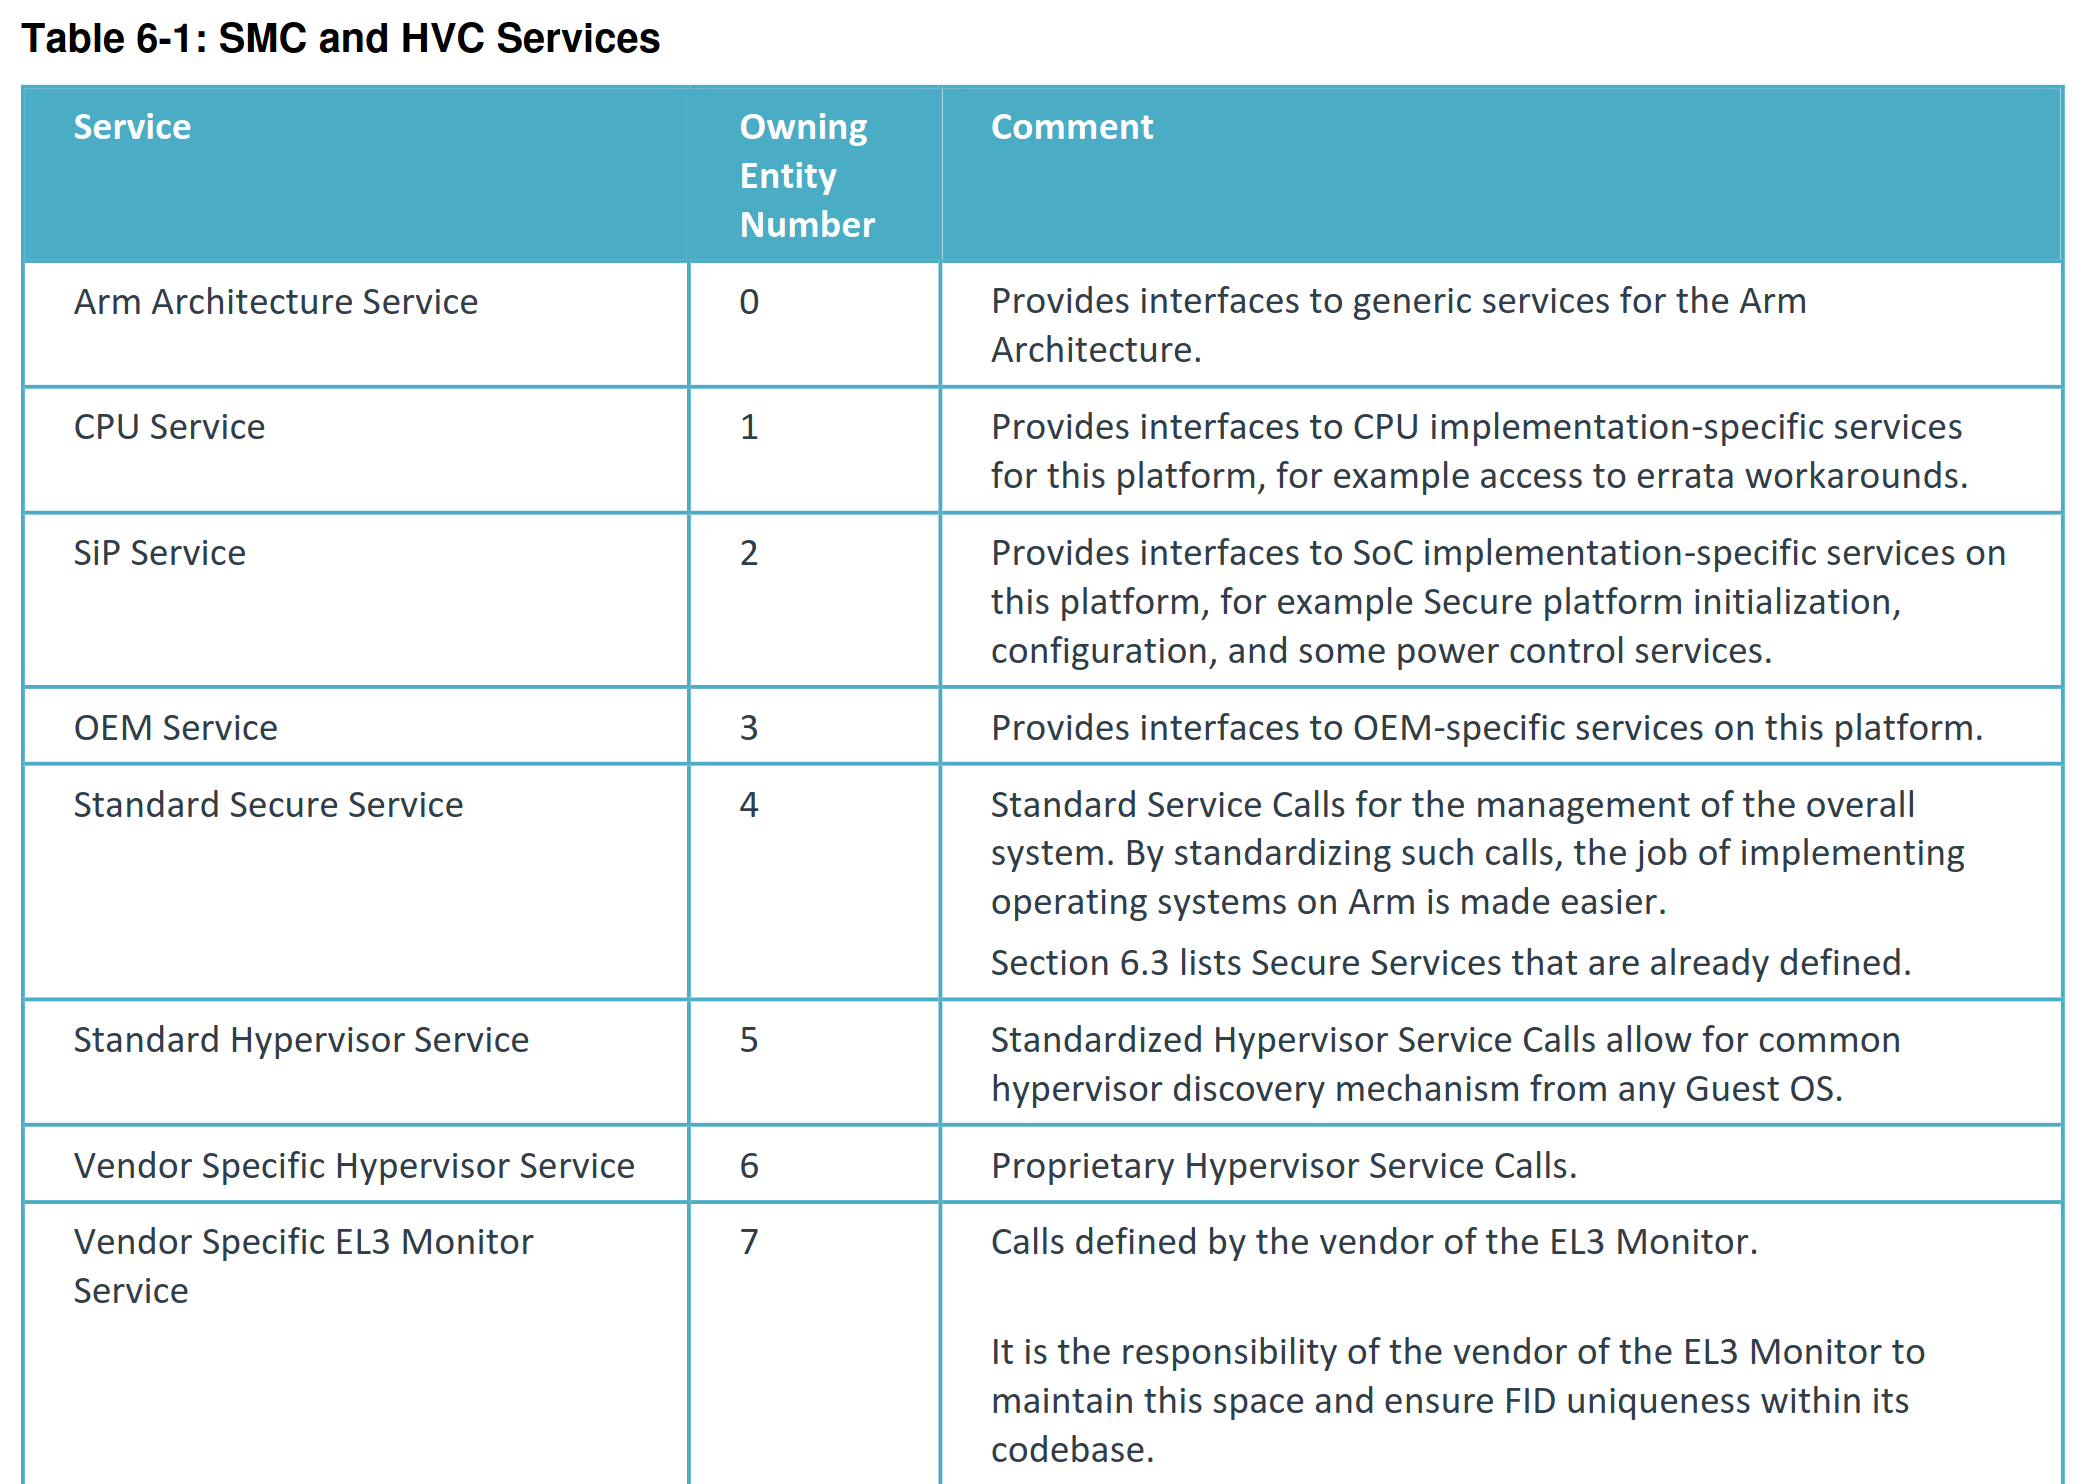 Table 6-1: SMC and HVC Services
Service
Owning
Entity
Number
Comment
Arm Architecture Service
0
Provides interfaces to generic services for the Arm
Architecture.
CPU Service
1
Provides interfaces to CPU implementation-specific services
for this platform, for example access to errata workarounds.
SiP Service
2
Provides interfaces to SoC implementation-specific services on
this platform, for example Secure platform initialization,
configuration, and some power control services.
OEM Service
3
Provides interfaces to OEM-specific services on this platform.
Standard Secure Service
4
Standard Service Calls for the management of the overall
system. By standardizing such calls, the job of implementing
operating systems on Arm is made easier.
Section 6.3 lists Secure Services that are already defined.
Standard Hypervisor Service
5
Standardized Hypervisor Service Calls allow for common
hypervisor discovery mechanism from any Guest OS.
Vendor Specific Hypervisor Service
6
Proprietary Hypervisor Service Calls.
Vendor Specific EL3 Monitor
Service
7
Calls defined by the vendor of the EL3 Monitor.
It is the responsibility of the vendor of the EL3 Monitor to
maintain this space and ensure FID uniqueness within its
codebase.